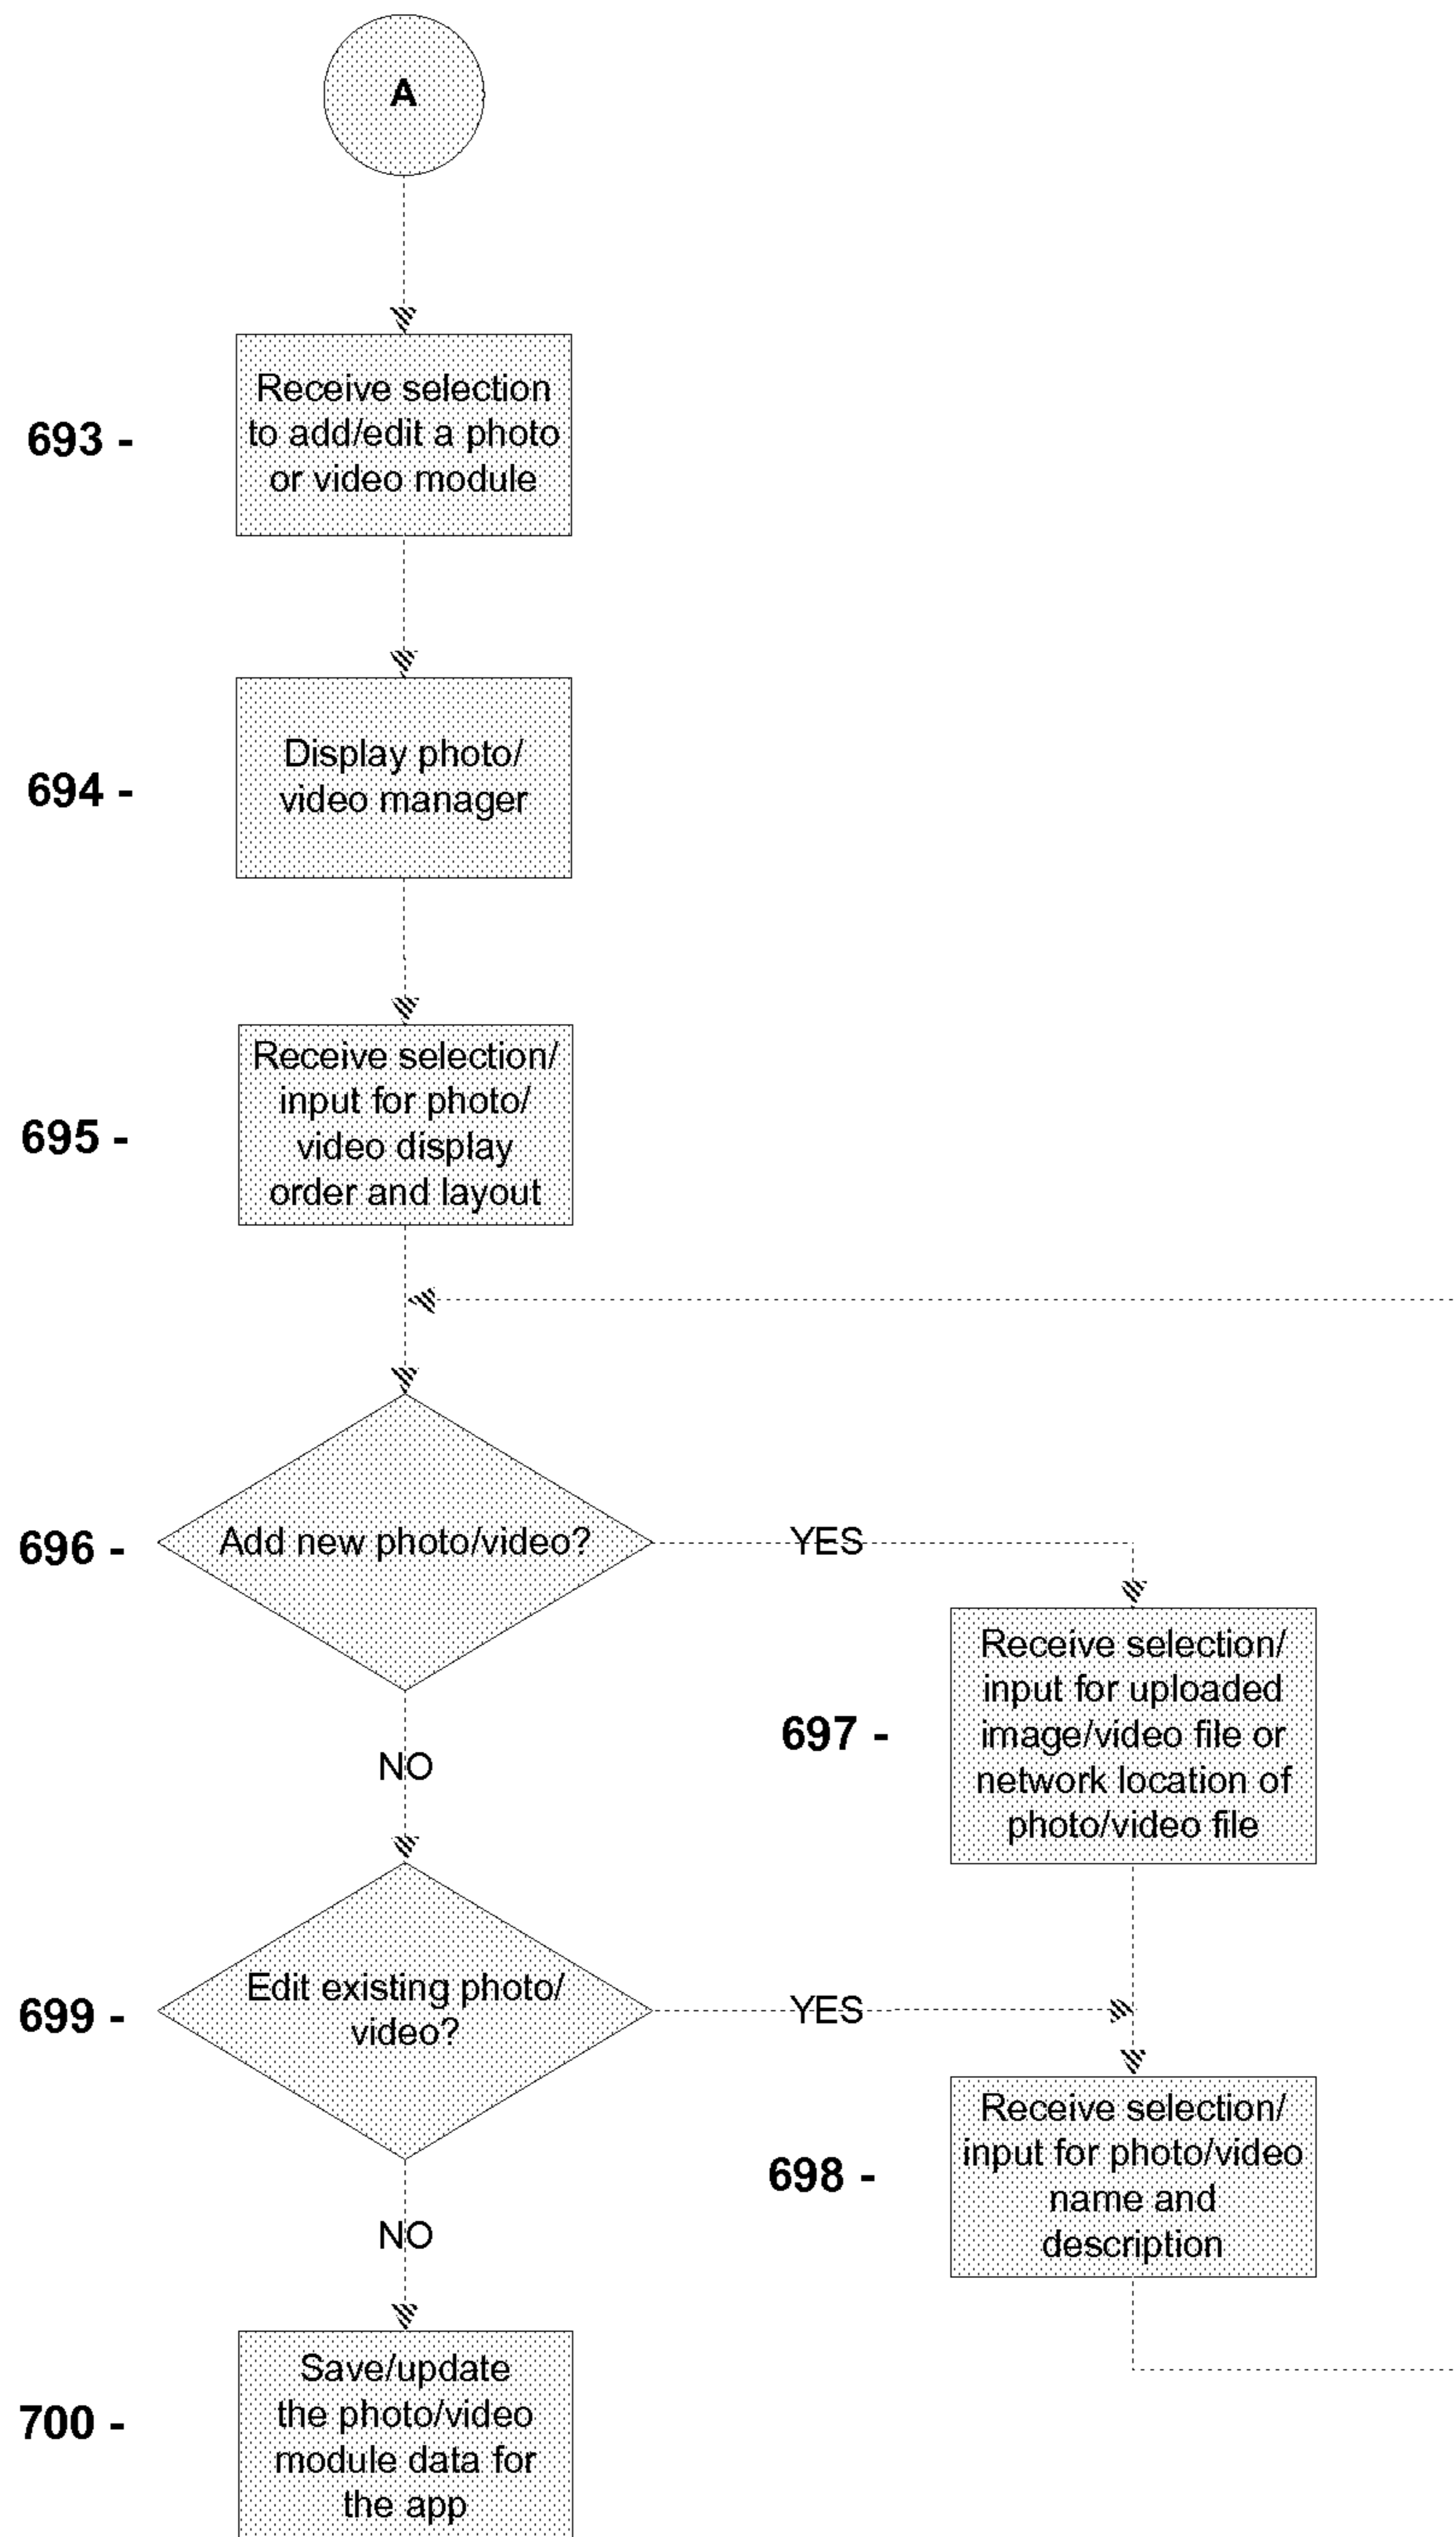 A
693 -
Receive selection
to add/edit a photo
or video module
694 -
Display photo/
video manager
695 -
Receive selection/
input for photo/
video display
order and layout
696 -
Add new photo/video?
YES
697 -
Receive selection/
input for uploaded
image/video file or
network location of
photo/video file
NO
699 -
Edit existing photo/
video?
YES
698 -
Receive selection/
input for photo/video
name and
description
NO
700 -
Save/update
the photo/video
module data for
the app